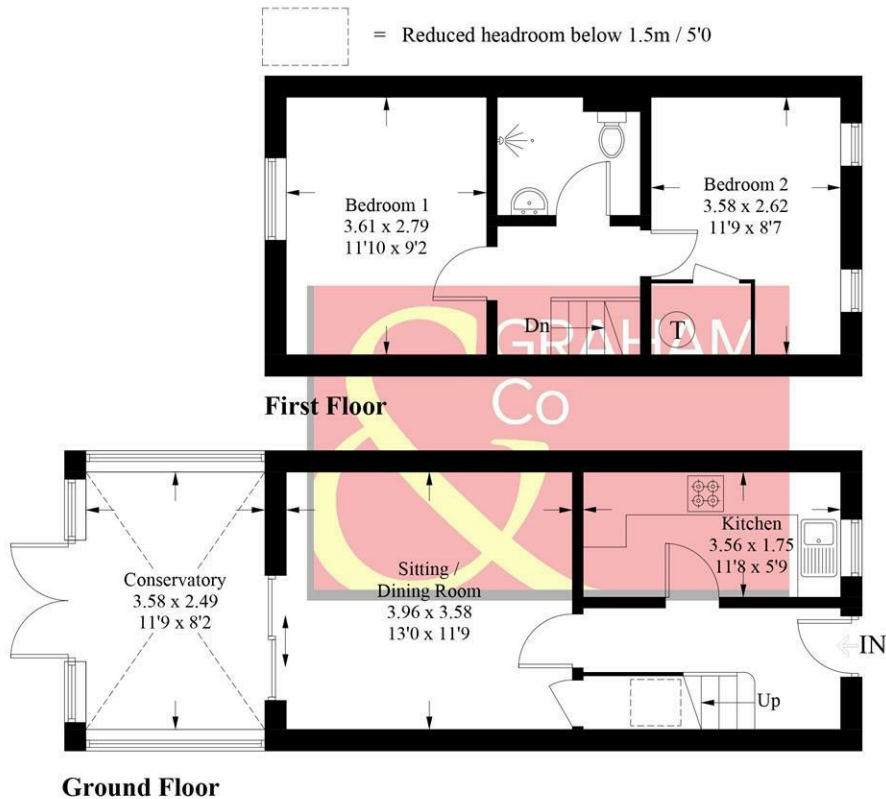 = Reduced headroom below 1.5m / 5'0
Bedroom 1
3.61 x 2.79
11'10 x 9'2
Bedroom 2
3.58 x 2.62
11'9 x 8'7
Dn
T
GRAHAM
& Co
First Floor
Conservatory
3.58 x 2.49
11'9 x 8'2
Sitting /
Dining Room
3.96 x 3.58
13'0 x 11'9
Kitchen
3.56 x 1.75
11'8 x 5'9
IN
Up
Ground Floor